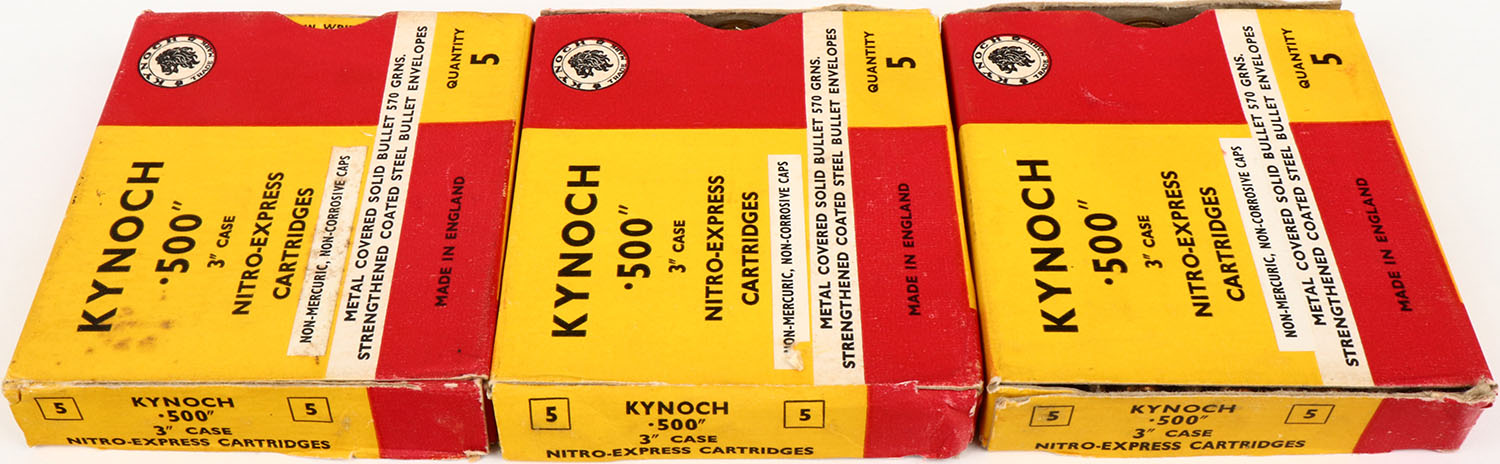 KYNOCH
TRADE MARK
QUANTITY
5
KYNOCH
·500"
3" CASE
NITRO-EXPRESS
CARTRIDGES
NON-MERCURIC, NON-CORROSIVE CAPS
METAL COVERED SOLID BULLET 570 GRNS.
STRENGTHENED COATED STEEL BULLET ENVELOPES
MADE IN ENGLAND
5
KYNOCH
5
·500"
3" CASE
NITRO-EXPRESS CARTRIDGES
KYNOCH
TRADE MARK
QUANTITY
5
KYNOCH
·500"
3" CASE
NITRO-EXPRESS
CARTRIDGES
NON-MERCURIC, NON-CORROSIVE CAPS
METAL COVERED SOLID BULLET 570 GRNS.
STRENGTHENED COATED STEEL BULLET ENVELOPES
MADE IN ENGLAND
5
KYNOCH
5
·500"
3" CASE
NITRO-EXPRESS CARTRIDGES
KYNOCH
TRADE MARK
QUANTITY
5
KYNOCH
·500"
3" CASE
NITRO-EXPRESS
CARTRIDGES
NON-MERCURIC, NON-CORROSIVE CAPS
METAL COVERED SOLID BULLET 570 GRNS.
STRENGTHENED COATED STEEL BULLET ENVELOPES
MADE IN ENGLAND
5
KYNOCH
5
·500"
3" CASE
NITRO-EXPRESS CARTRIDGES